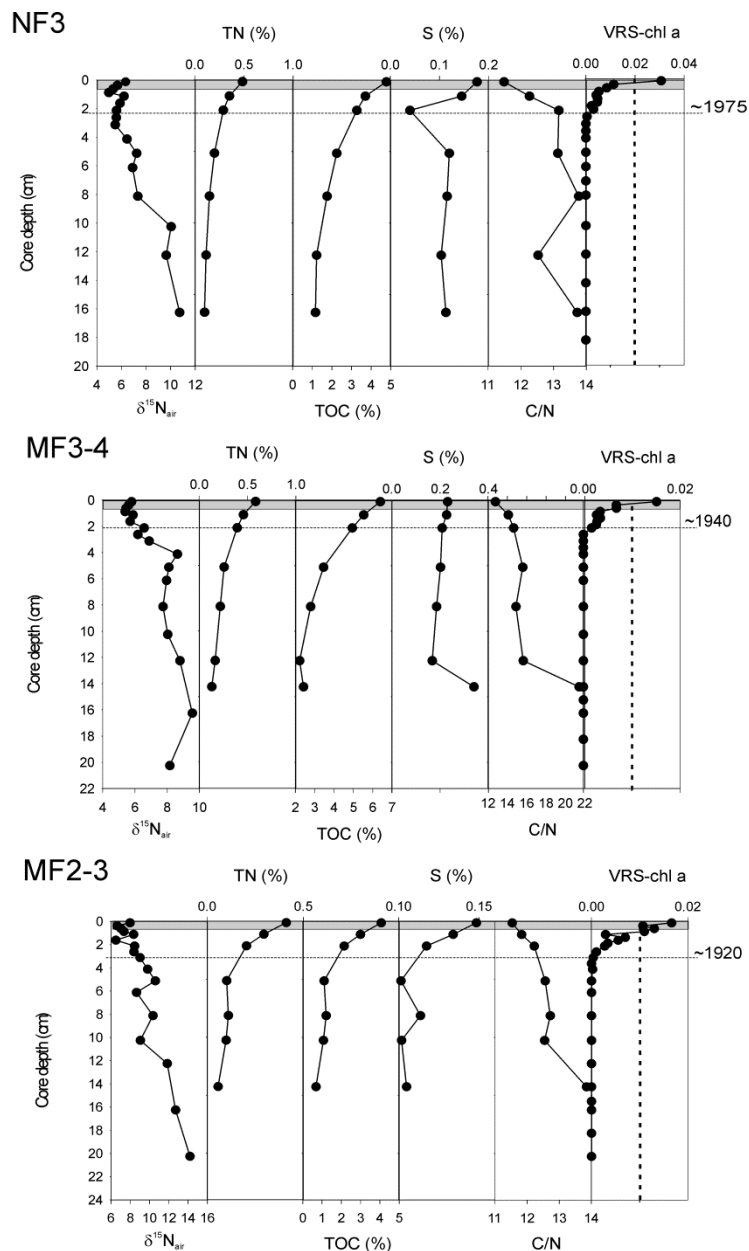 NF3
TN (%) S (%) VRS-chl a
0.0 0.5 1.0 0.0 0.1 0.2 0.00 0.02 0.04
0
2
4
6
8
10
12
14
16
18
20
Core depth (cm)
~1975
4 6 8 10 12 0 1 2 3 4 5 11 12 13 14
δ¹⁵Nair TOC (%) C/N
MF3-4
TN (%) S (%) VRS-chl a
0.0 0.5 1.0 0.0 0.2 0.4 0.00 0.02
0
2
4
6
8
10
12
14
16
18
20
22
Core depth (cm)
~1940
4 6 8 10 2 3 4 5 6 7 12 14 16 18 20 22
δ¹⁵Nair TOC (%) C/N
MF2-3
TN (%) S (%) VRS-chl a
0.0 0.5 0.10 0.15 0.00 0.02
0
2
4
6
8
10
12
14
16
18
20
22
24
Core depth (cm)
~1920
6 8 10 12 14 16 0 1 2 3 4 5 11 12 13 14
δ¹⁵Nair TOC (%) C/N